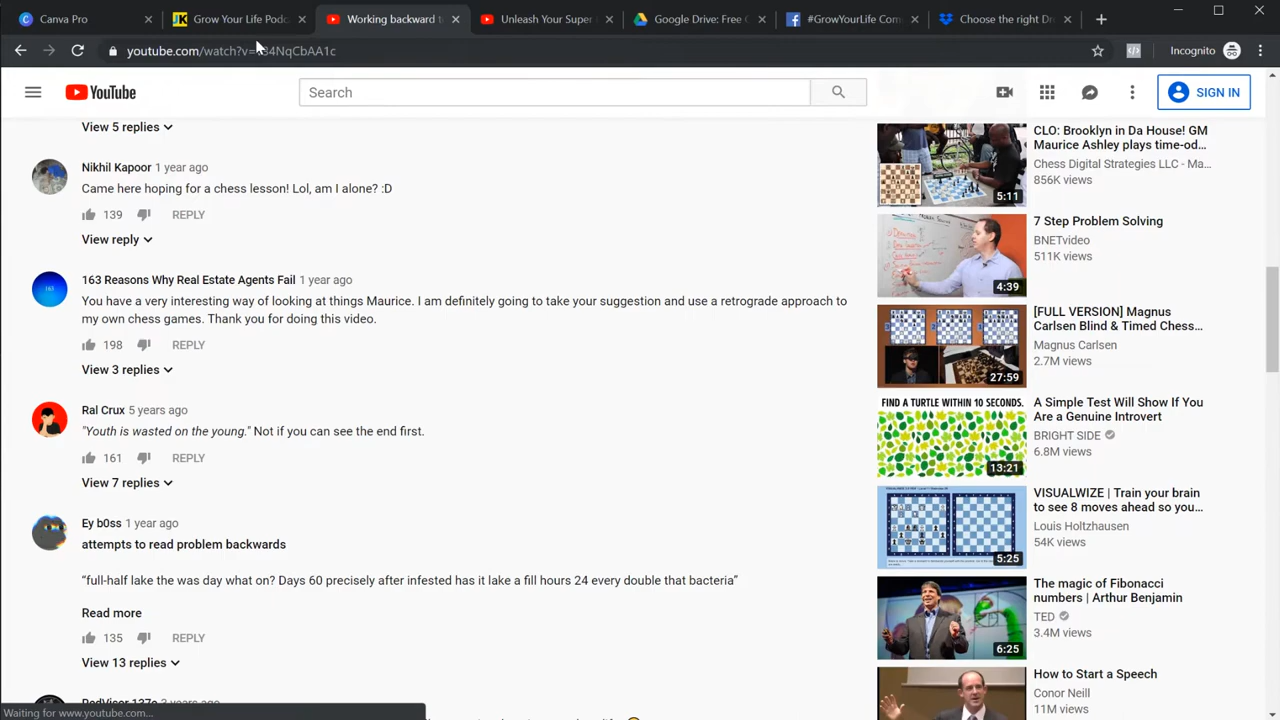 Canva Pro
Grow Your Life Podc
Working backward t
Unleash Your Super
Google Drive: Free C
#GrowYourLife Com
Choose the right Dr
youtube.com/watch?v=
34NqCbAA1c
Incognito
YouTube
Search
SIGN IN
View 5 replies
Nikhil Kapoor 1 year ago
Came here hoping for a chess lesson! Lol, am I alone? :D
139 REPLY
View reply
163 Reasons Why Real Estate Agents Fail 1 year ago
You have a very interesting way of looking at things Maurice. I am definitely going to take your suggestion and use a retrograde approach to
my own chess games. Thank you for doing this video.
198 REPLY
View 3 replies
Ral Crux 5 years ago
"Youth is wasted on the young." Not if you can see the end first.
161 REPLY
View 7 replies
Ey b0ss 1 year ago
attempts to read problem backwards
“full-half lake the was day what on? Days 60 precisely after infested has it lake a fill hours 24 every double that bacteria”
Read more
135 REPLY
View 13 replies
Waiting for www.youtube.com...
CLO: Brooklyn in Da House! GM
Maurice Ashley plays time-od...
Chess Digital Strategies LLC - Ma...
856K views
5:11
7 Step Problem Solving
BNETvideo
511K views
4:39
[FULL VERSION] Magnus
Carlsen Blind & Timed Chess...
Magnus Carlsen
2.7M views
27:59
FIND A TURTLE WITHIN 10 SECONDS.
13:21
A Simple Test Will Show If You
Are a Genuine Introvert
BRIGHT SIDE
6.8M views
VISUALWIZE | Train your brain
to see 8 moves ahead so you...
Louis Holtzhausen
54K views
5:25
The magic of Fibonacci
numbers | Arthur Benjamin
TED
3.4M views
6:25
How to Start a Speech
Conor Neill
11M views